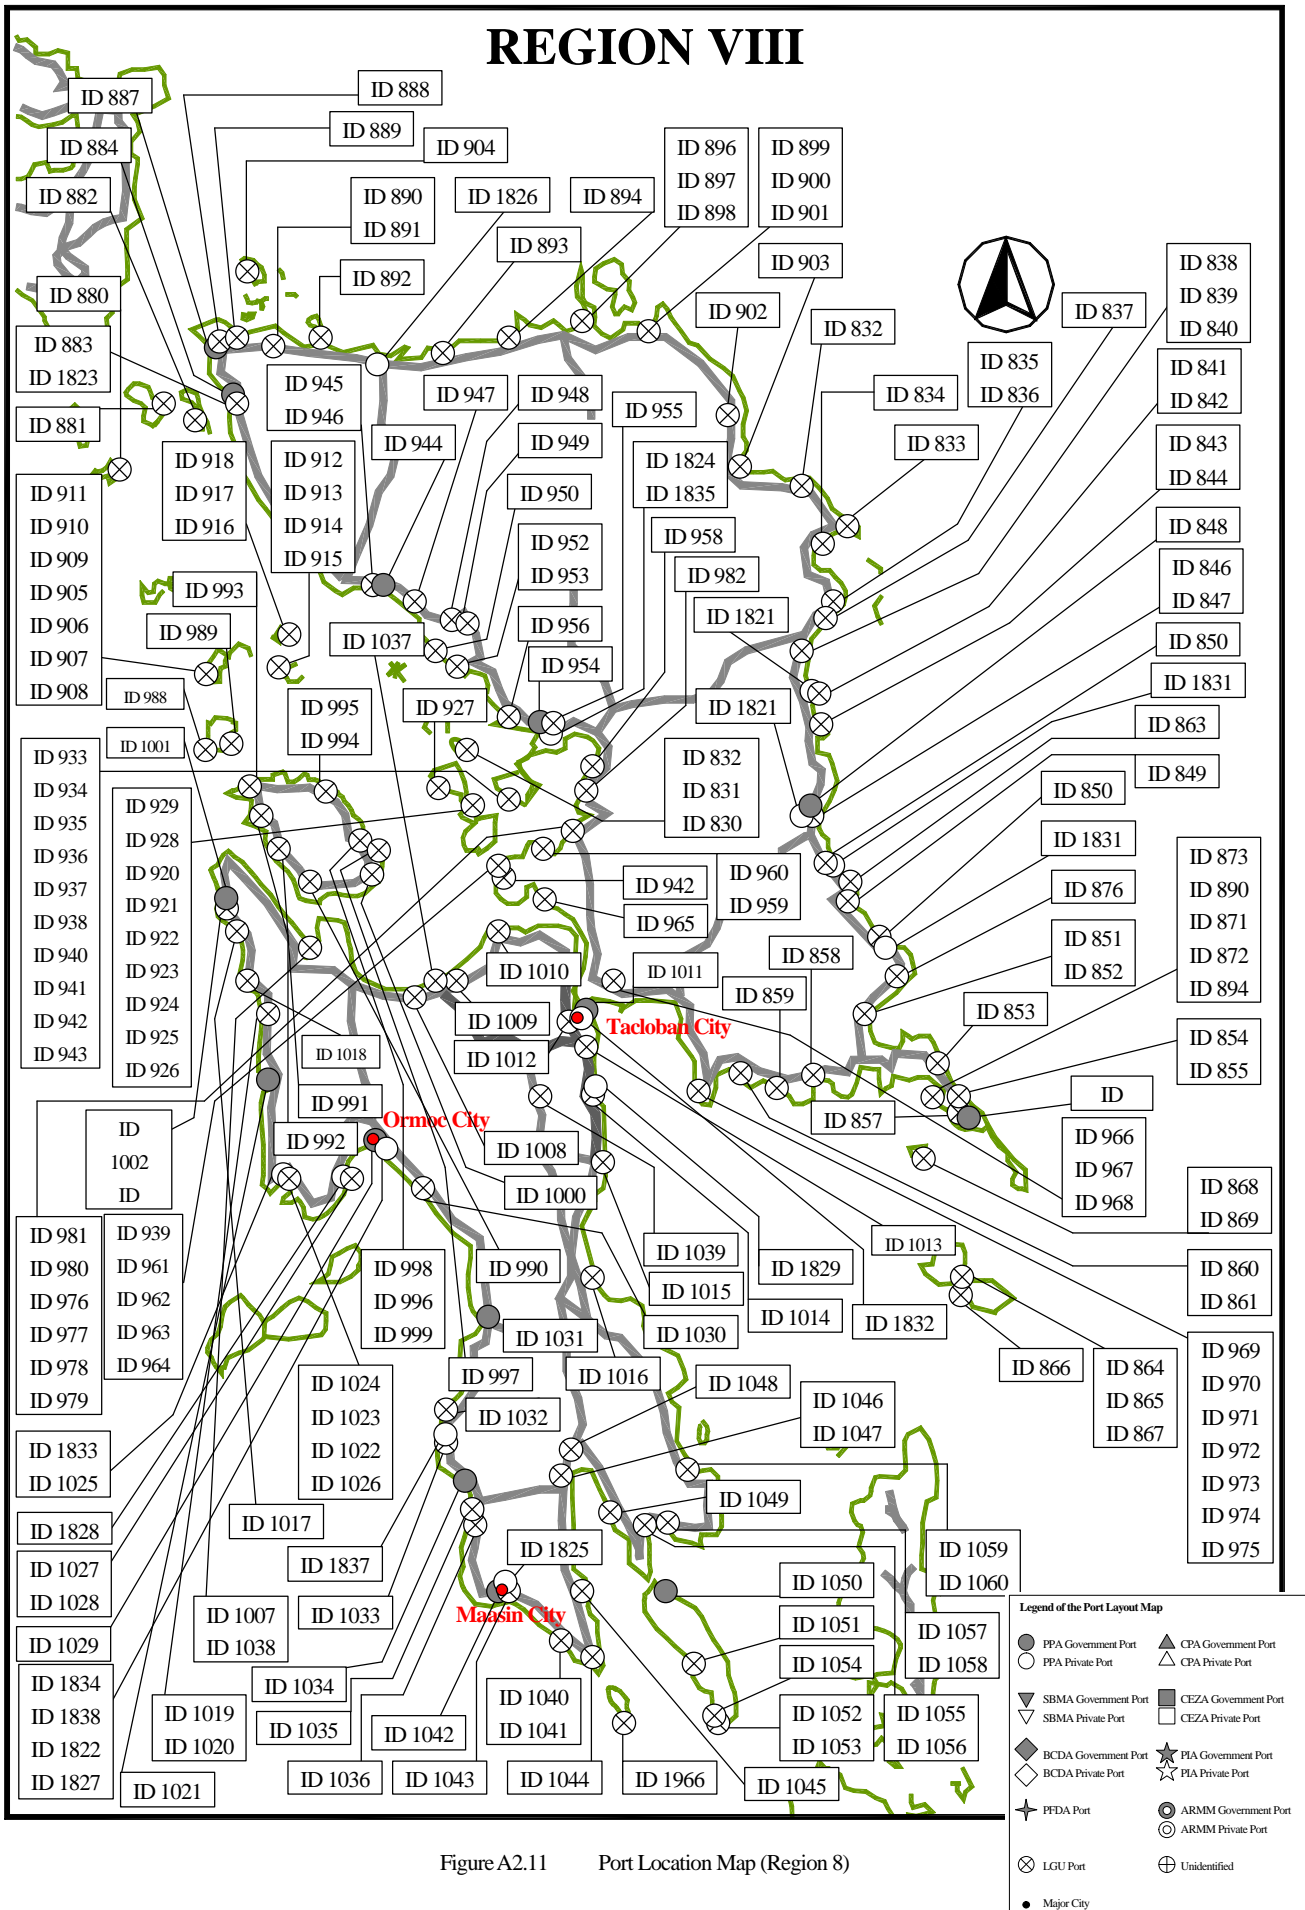 REGION VIII
ID 887
ID 888
ID 889
ID 884
ID 904
ID 882
ID 890
ID 891
ID 1826
ID 894
ID 896
ID 897
ID 898
ID 899
ID 900
ID 901
ID 893
ID 892
ID 903
ID 902
ID 832
ID 837
ID 838
ID 839
ID 840
ID 880
ID 883
ID 1823
ID 881
ID 945
ID 946
ID 947
ID 948
ID 955
ID 834
ID 835
ID 836
ID 841
ID 842
ID 944
ID 949
ID 833
ID 843
ID 844
ID 918
ID 917
ID 916
ID 912
ID 913
ID 914
ID 915
ID 950
ID 1824
ID 1835
ID 848
ID 911
ID 910
ID 909
ID 905
ID 906
ID 907
ID 908
ID 952
ID 953
ID 958
ID 982
ID 846
ID 847
ID 993
ID 989
ID 1037
ID 956
ID 954
ID 1821
ID 850
ID 988
ID 995
ID 994
ID 927
ID 1821
ID 1831
ID 1001
ID 863
ID 849
ID 933
ID 934
ID 935
ID 936
ID 937
ID 938
ID 940
ID 941
ID 942
ID 943
ID 929
ID 928
ID 920
ID 921
ID 922
ID 923
ID 924
ID 925
ID 926
ID 832
ID 831
ID 830
ID 850
ID 1831
ID 876
ID 873
ID 890
ID 871
ID 872
ID 894
ID 942
ID 960
ID 959
ID 965
ID 851
ID 852
ID 858
ID 859
ID 1010
ID 1011
ID 853
ID 1009
Tacloban City
ID 1012
ID 1018
ID 854
ID 855
ID 991
ID
ID 857
Ormoc City
ID
1002
ID
ID 992
ID 1008
ID 1000
ID 966
ID 967
ID 968
ID 868
ID 869
ID 981
ID 980
ID 976
ID 977
ID 978
ID 979
ID 939
ID 961
ID 962
ID 963
ID 964
ID 998
ID 996
ID 999
ID 990
ID 1039
ID 1829
ID 1013
ID 860
ID 861
ID 1015
ID 1014
ID 1832
ID 1031
ID 1030
ID 866
ID 864
ID 865
ID 867
ID 969
ID 970
ID 971
ID 972
ID 973
ID 974
ID 975
ID 997
ID 1016
ID 1048
ID 1024
ID 1023
ID 1022
ID 1026
ID 1032
ID 1046
ID 1047
ID 1833
ID 1025
ID 1049
ID 1828
ID 1017
ID 1825
ID 1059
ID 1060
ID 1027
ID 1028
ID 1837
ID 1050
ID 1029
ID 1007
ID 1038
ID 1033
Maasin City
ID 1051
ID 1057
ID 1058
ID 1054
ID 1834
ID 1838
ID 1822
ID 1827
ID 1034
ID 1019
ID 1020
ID 1035
ID 1042
ID 1040
ID 1041
ID 1052
ID 1053
ID 1055
ID 1056
ID 1021
ID 1036
ID 1043
ID 1044
ID 1966
ID 1045
Legend of the Port Layout Map
PPA Government Port
PPA Private Port
CPA Government Port
CPA Private Port
SBMA Government Port
SBMA Private Port
CEZA Government Port
CEZA Private Port
BCDA Government Port
BCDA Private Port
PIA Government Port
PIA Private Port
PFDA Port
ARMM Government Port
ARMM Private Port
LGU Port
Unidentified
Major City
Figure A2.11 Port Location Map (Region 8)